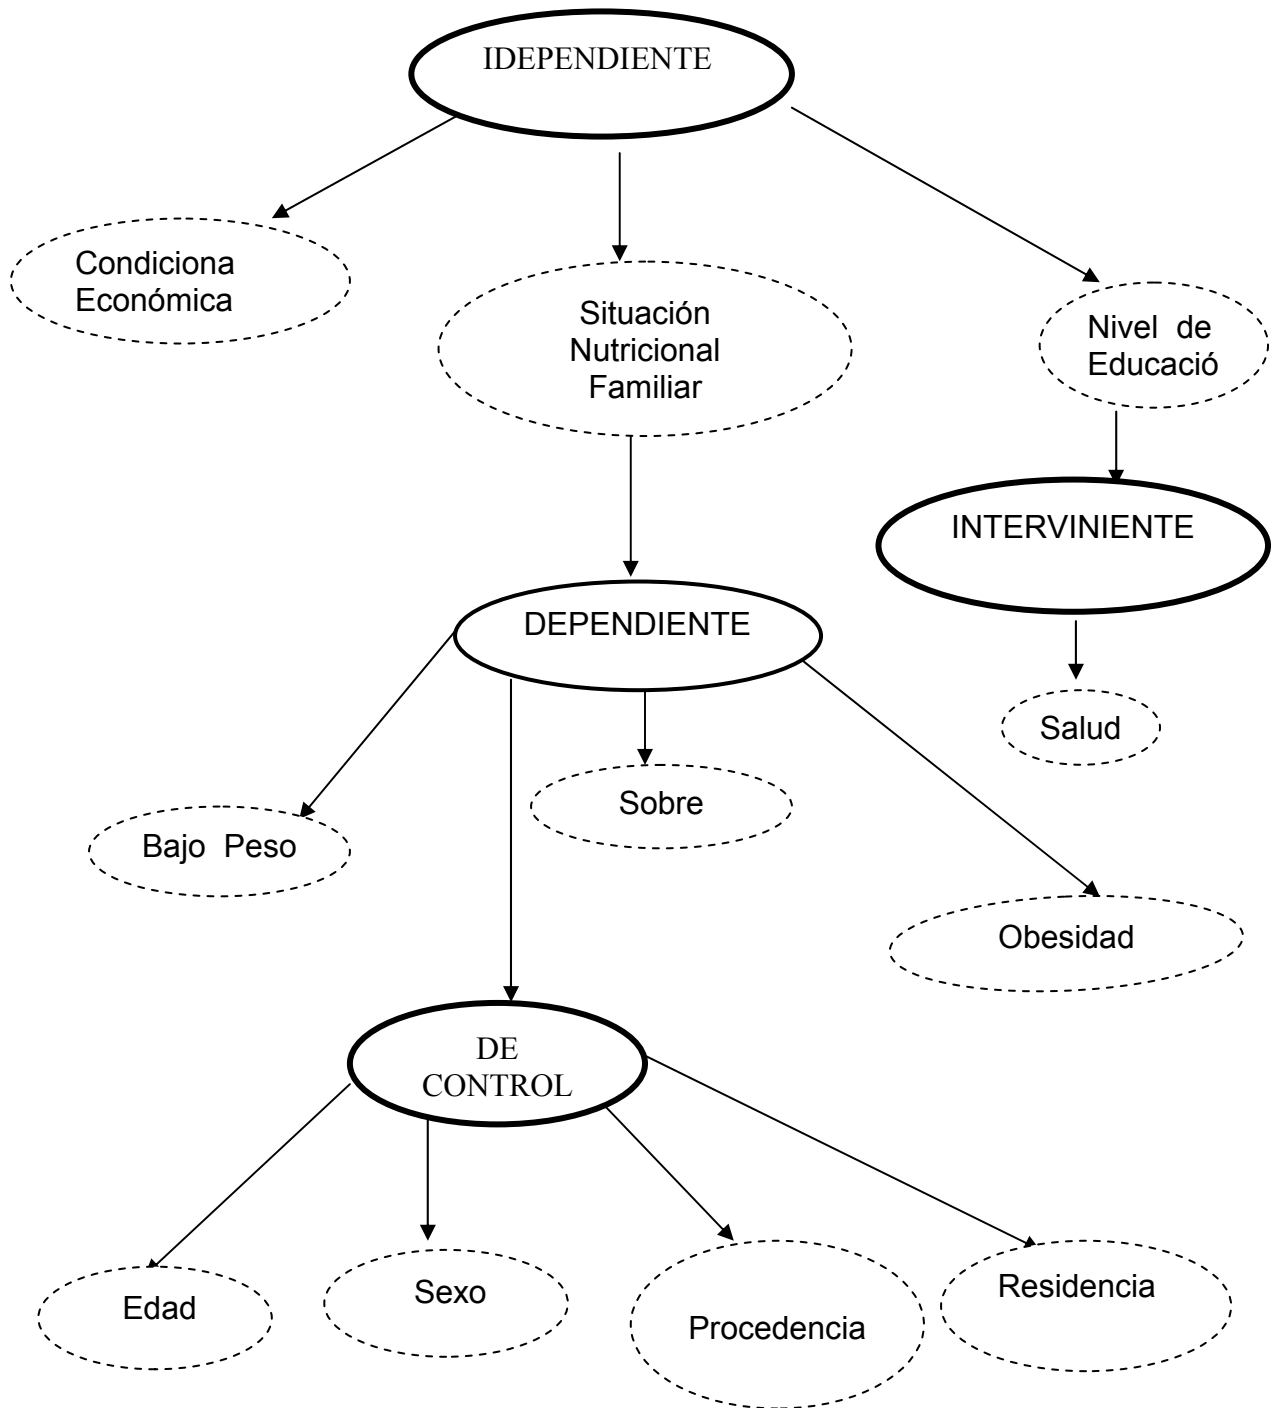 IDEPENDIENTE
Condiciona
Económica
Situación
Nutricional
Familiar
Nivel de
Educació
INTERVINIENTE
DEPENDIENTE
Salud
Sobre
Bajo Peso
Obesidad
DE
CONTROL
Edad
Sexo
Procedencia
Residencia